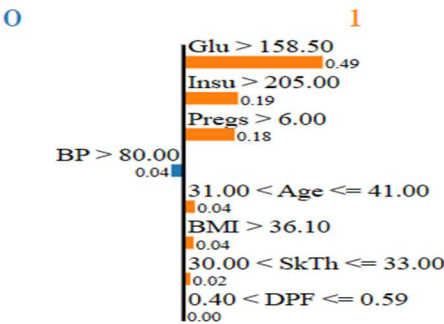 0 1
Glu > 158.50
0.49
Insu > 205.00
0.19
Pregs > 6.00
0.18
BP > 80.00
0.04
31.00 < Age <= 41.00
0.04
BMI > 36.10
0.04
30.00 < SkTh <= 33.00
0.02
0.40 < DPF <= 0.59
0.00